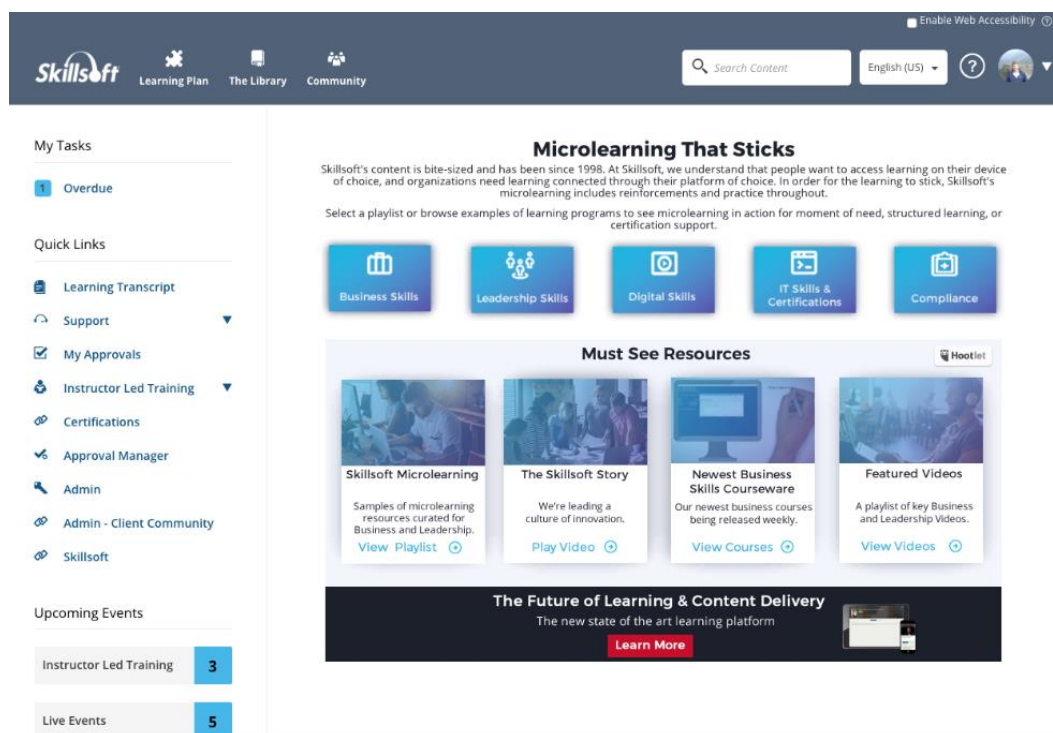 Enable Web Accessibility
Skillsoft
Learning Plan
The Library
Community
Search Content
English (US)
?
My Tasks
1 Overdue
Quick Links
Learning Transcript
Support
My Approvals
Instructor Led Training
Certifications
Approval Manager
Admin
Admin - Client Community
Skillsoft
Upcoming Events
Instructor Led Training 3
Live Events 5
Microlearning That Sticks
Skillsoft's content is bite-sized and has been since 1998. At Skillsoft, we understand that people want to access learning on their device
of choice, and organizations need learning connected through their platform of choice. In order for the learning to stick, Skillsoft's
microlearning includes reinforcements and practice throughout.
Select a playlist or browse examples of learning programs to see microlearning in action for moment of need, structured learning, or
certification support.
Business Skills
Leadership Skills
Digital Skills
IT Skills &
Certifications
Compliance
Must See Resources
Hootlet
Skillsoft Microlearning
Samples of microlearning
resources curated for
Business and Leadership.
View Playlist
The Skillsoft Story
We're leading a
culture of innovation.
Play Video
Newest Business
Skills Courseware
Our newest business courses
being released weekly.
View Courses
Featured Videos
A playlist of key Business
and Leadership Videos.
View Videos
The Future of Learning & Content Delivery
The new state of the art learning platform
Learn More